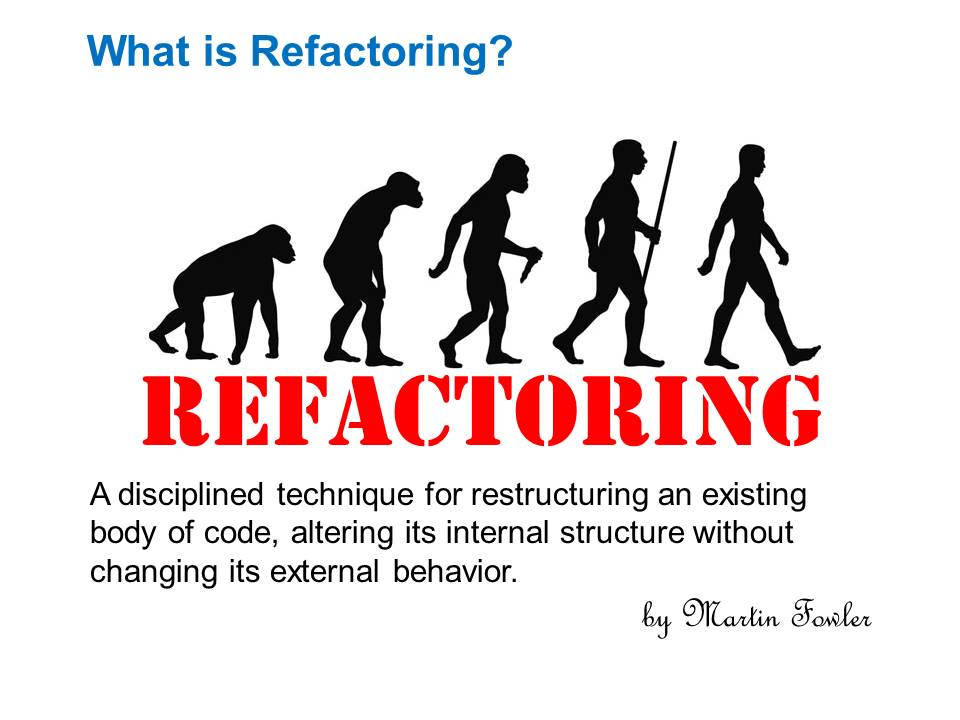 What is Refactoring?
REFACTORING
A disciplined technique for restructuring an existing
body of code, altering its internal structure without
changing its external behavior.
by Martin Fowler